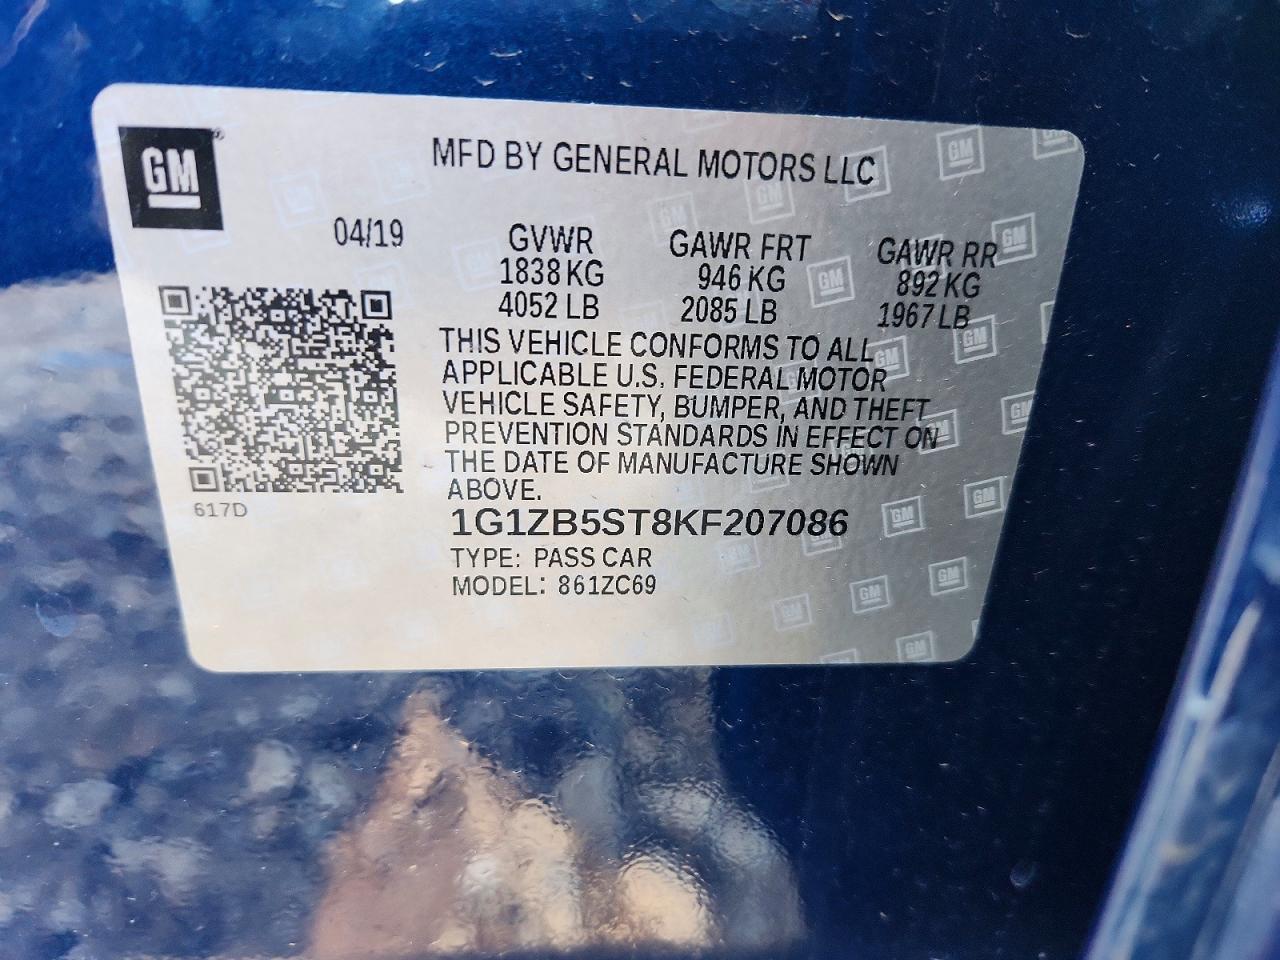 GM
MFD BY GENERAL MOTORS LLC
04/19 GVWR GAWR FRT GAWR RR
1838 KG 946 KG 892 KG
4052 LB 2085 LB 1967 LB
THIS VEHICLE CONFORMS TO ALL
APPLICABLE U.S. FEDERAL MOTOR
VEHICLE SAFETY, BUMPER, AND THEFT
PREVENTION STANDARDS IN EFFECT ON
THE DATE OF MANUFACTURE SHOWN
ABOVE.
617D
1G1ZB5ST8KF207086
TYPE: PASS CAR
MODEL: 861ZC69